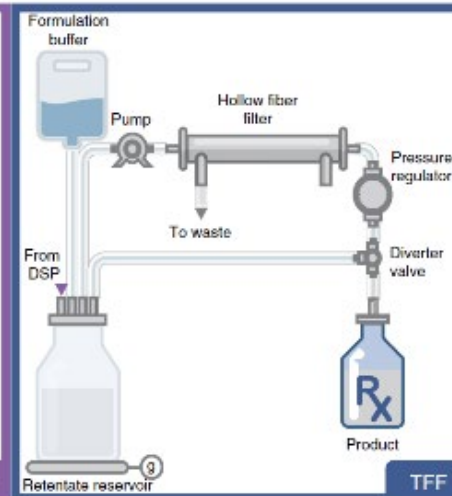 Formulation
buffer
Pump
Hollow fiber
filter
Pressure
regulator
To waste
From
DSP
Diverter
valve
Rx
Product
g
Retentate reservoir
TFF